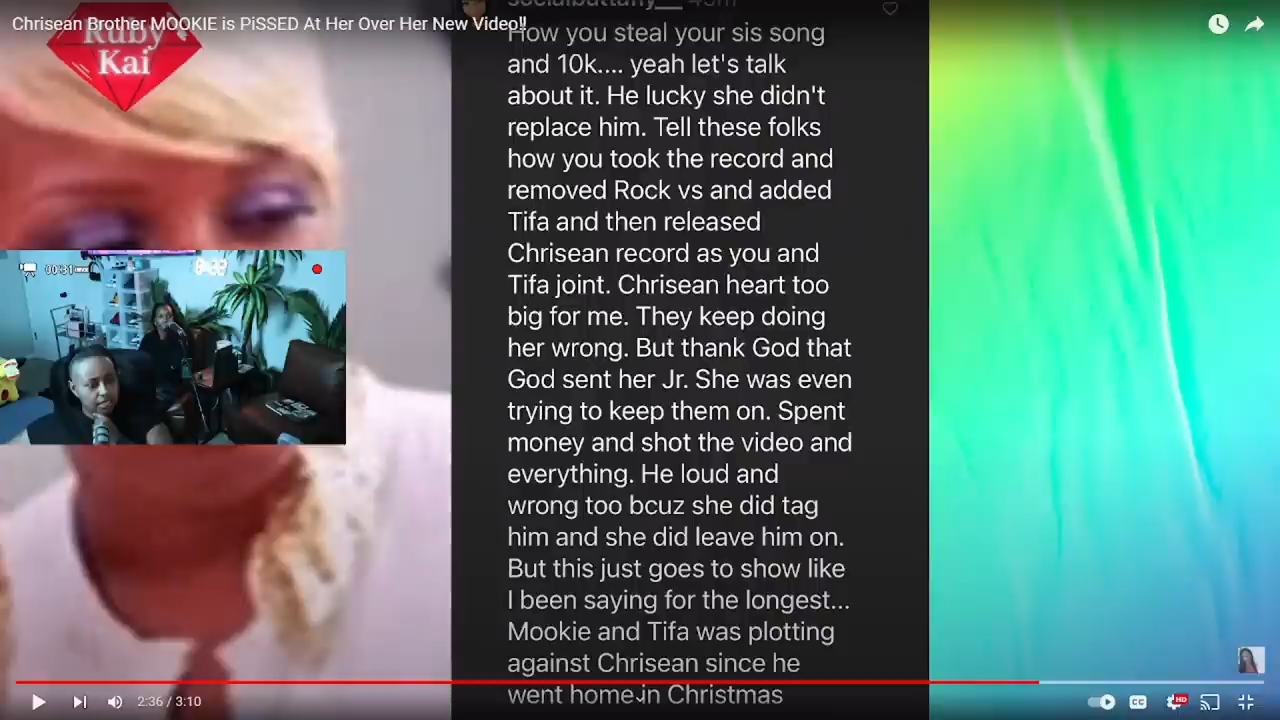 Chrisean Brother MOOKIE is PiSSED At Her Over Her New Video‼
Ruby
Kai
How you steal your sis song
and 10k.... yeah let's talk
about it. He lucky she didn't
replace him. Tell these folks
how you took the record and
removed Rock vs and added
Tifa and then released
Chrisean record as you and
Tifa joint. Chrisean heart too
big for me. They keep doing
her wrong. But thank God that
God sent her Jr. She was even
trying to keep them on. Spent
money and shot the video and
everything. He loud and
wrong too bcuz she did tag
him and she did leave him on.
But this just goes to show like
I been saying for the longest...
Mookie and Tifa was plotting
against Chrisean since he
went home in Christmas
2:36 / 3:10
CC
HD